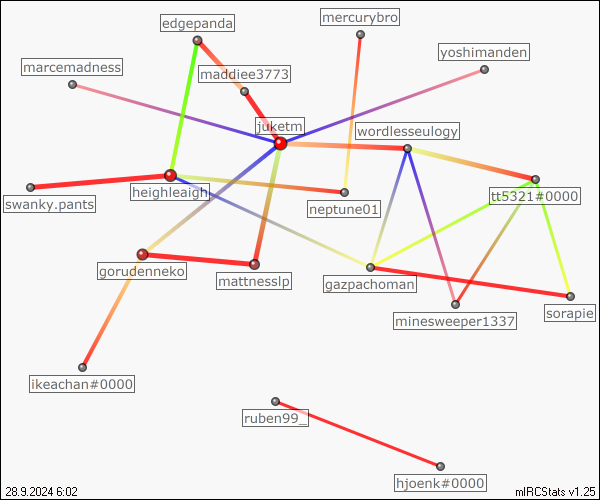 mercurybro
edgepanda
yoshimanden
marcemadness
maddiee3773
juketm
wordlesseulogy
heighleaigh
tt5321#0000
swanky.pants
neptune01
gorudenneko
mattnesslp
gazpachoman
sorapie
minesweeper1337
ikeachan#0000
ruben99_
hjoenk#0000
28.9.2024 6:02
mIRCStats v1.25